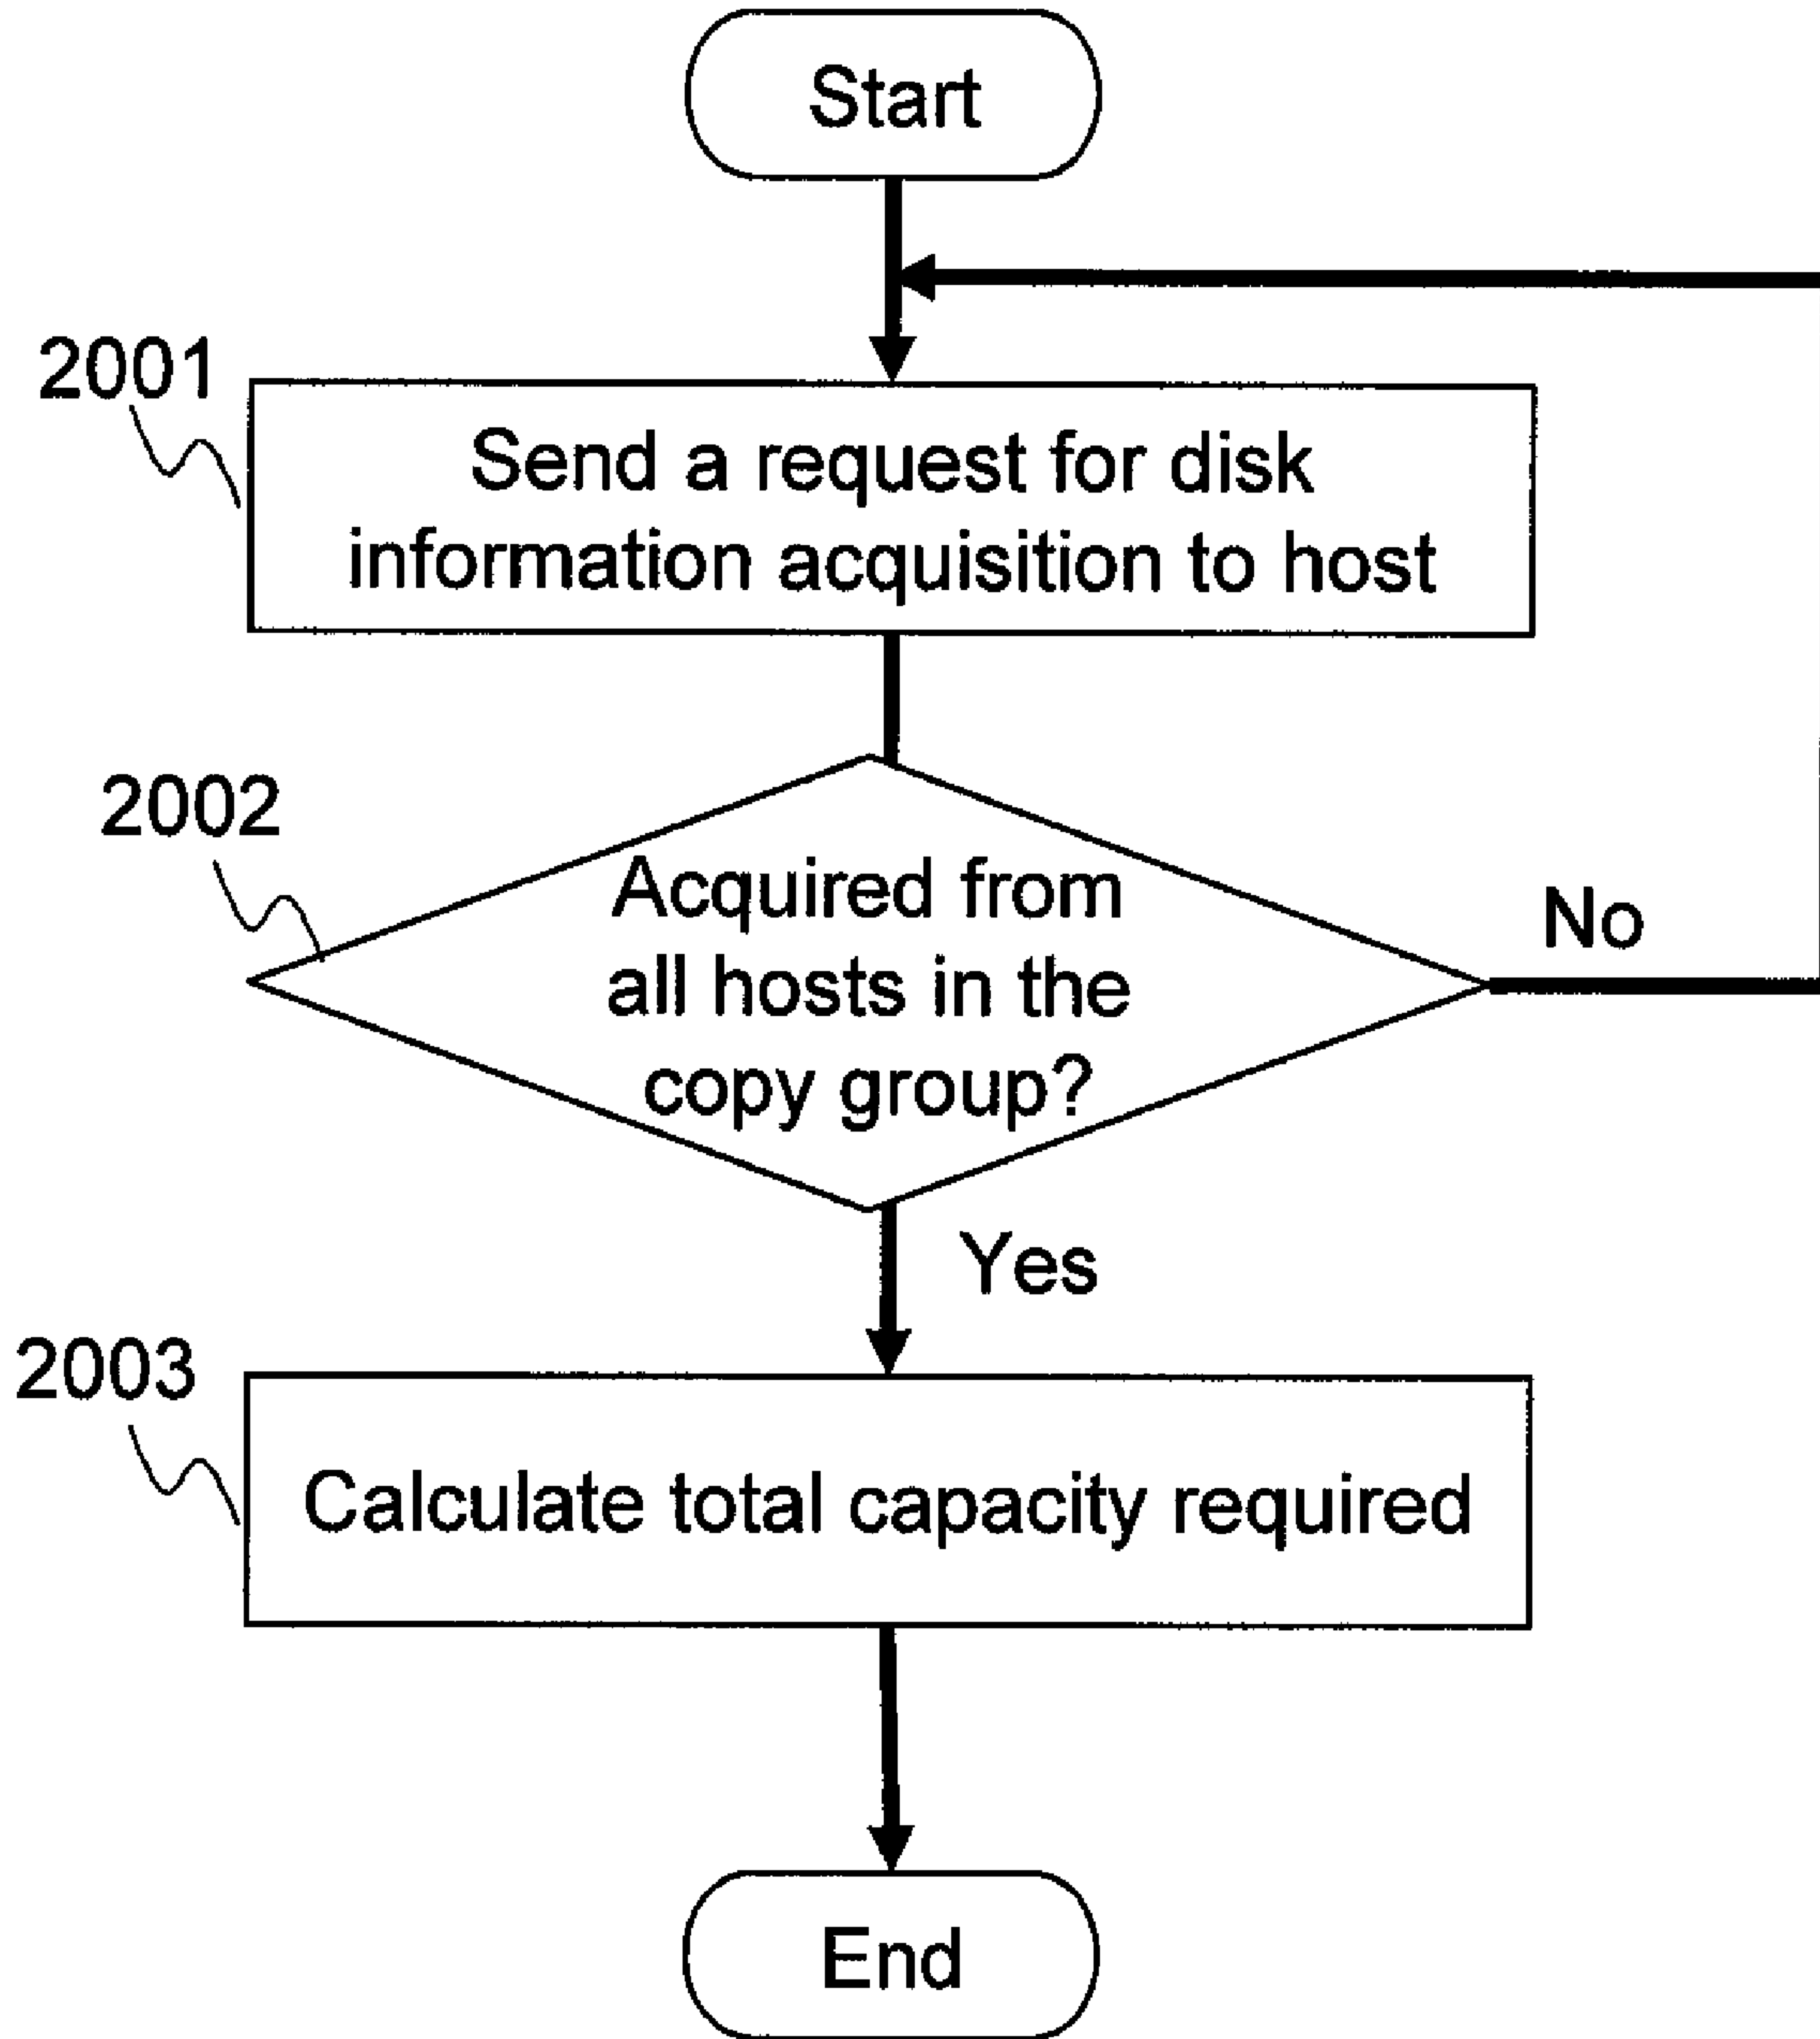 Start
2001
Send a request for disk
information acquisition to host
2002
Acquired from
all hosts in the
copy group?
No
Yes
2003
Calculate total capacity required
End